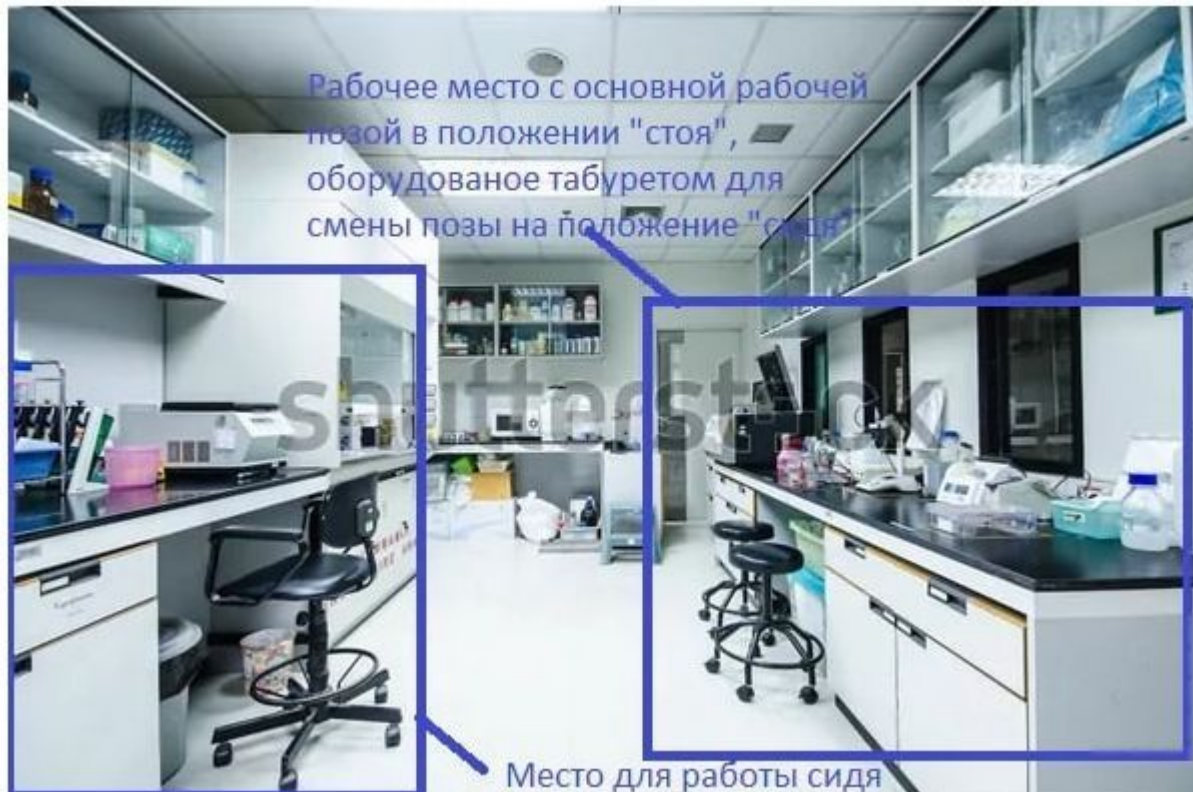 Рабочее место с основной рабочей
позой в положении "стоя",
оборудованое табуретом для
смены позы на положение "сидя"
shutterstock
Место для работы сидя